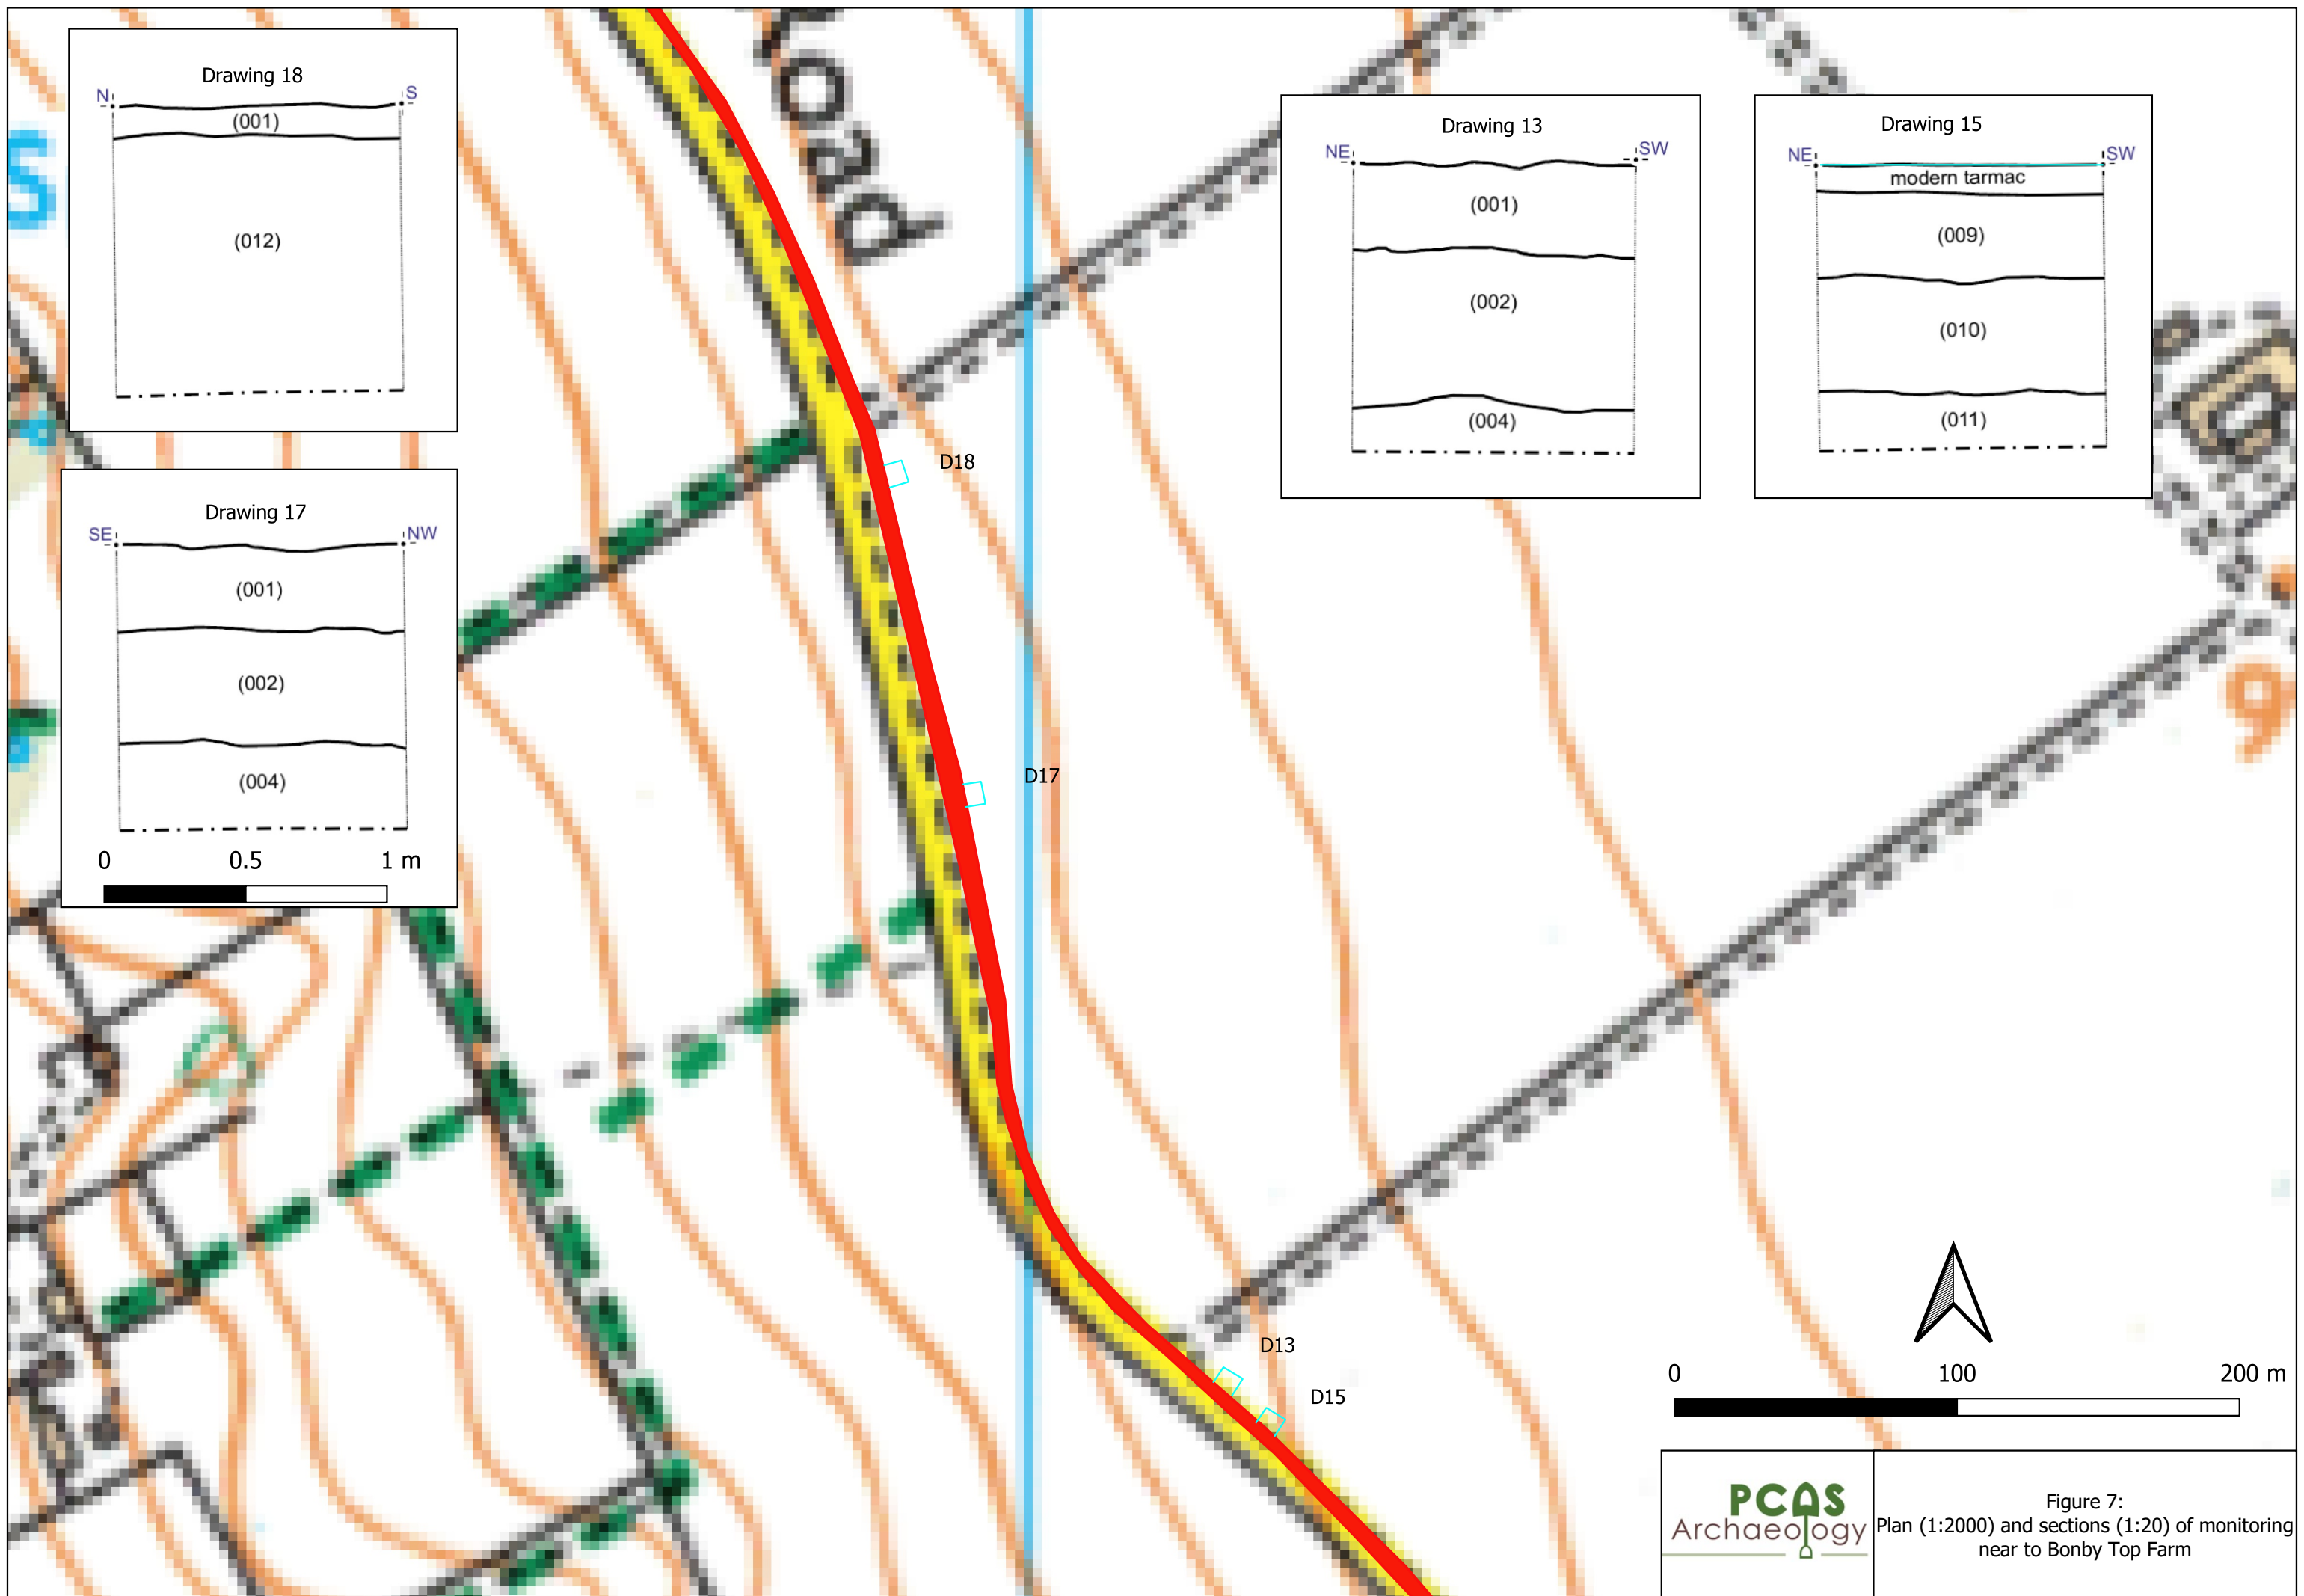 Drawing 18
N
S
(001)
(012)
Drawing 17
SE
NW
(001)
(002)
(004)
0 0.5 1 m
oad
Drawing 13
NE
SW
(001)
(002)
(004)
Drawing 15
NE
SW
modern tarmac
(009)
(010)
(011)
S
D18
D17
D13
D15
9
0 100 200 m
PCAS
Archaeology
Figure 7:
Plan (1:2000) and sections (1:20) of monitoring
near to Bonby Top Farm